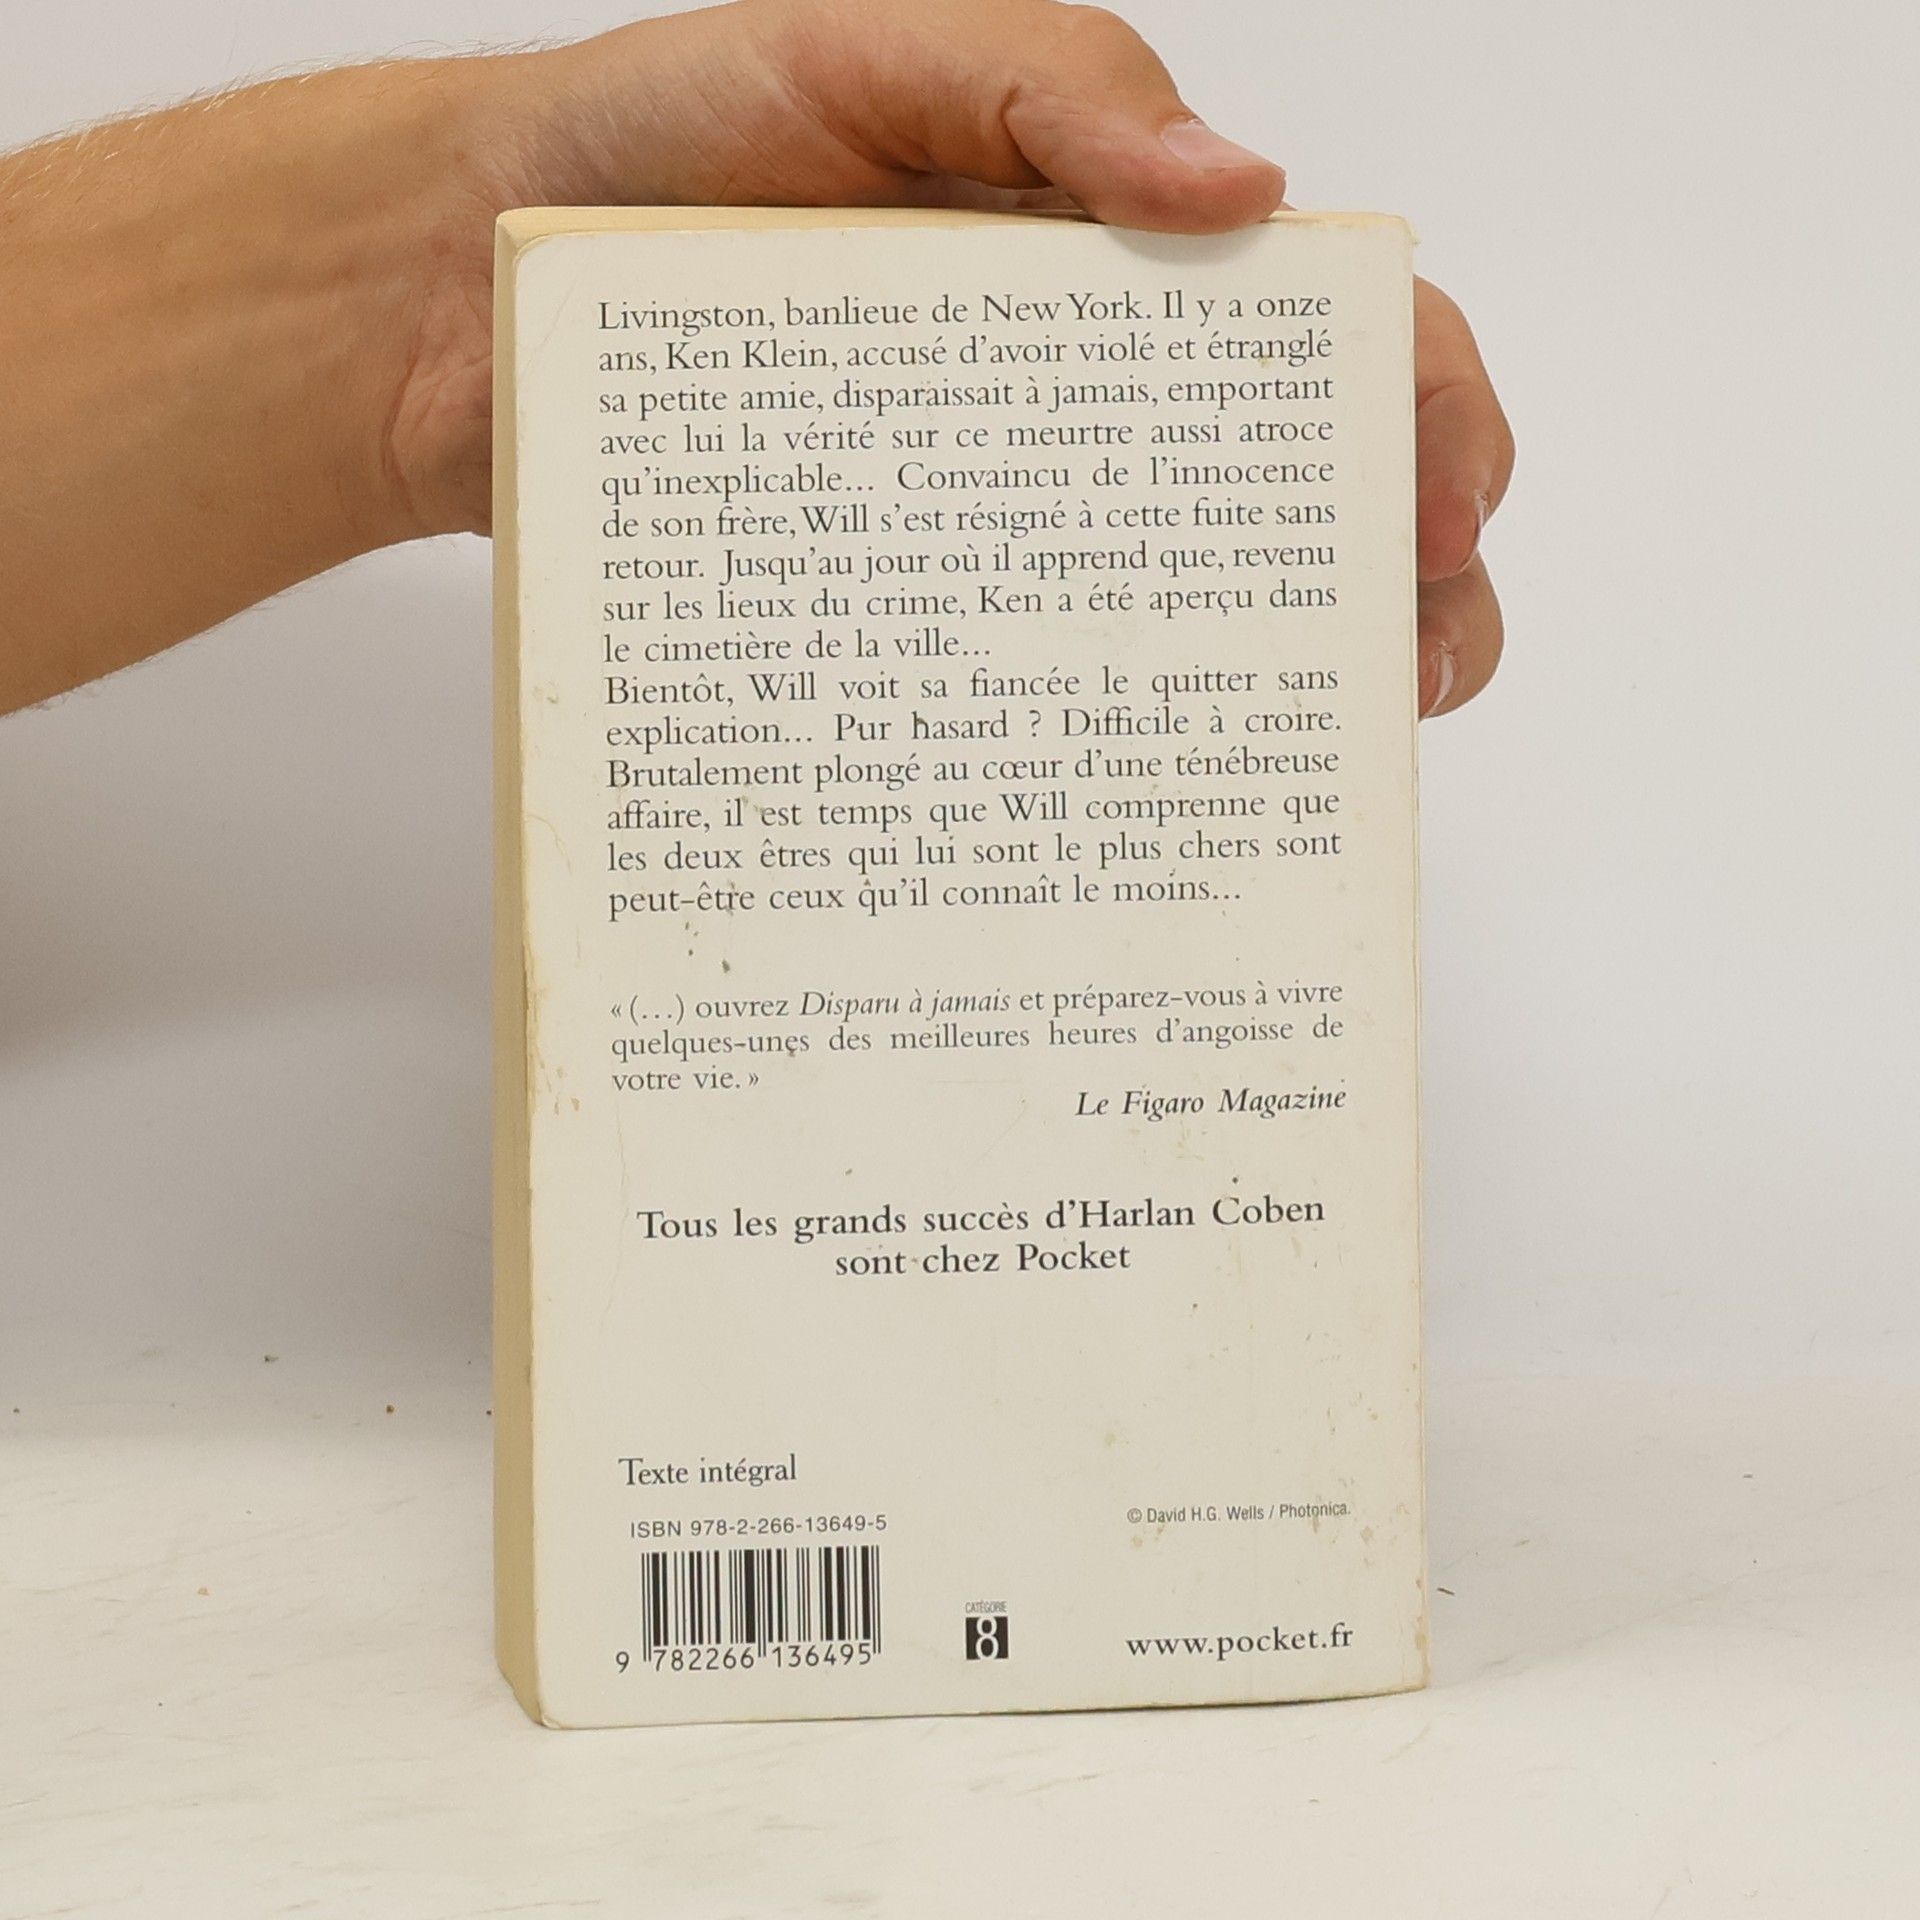 Livingston, banlieue de New York. Il y a onze
ans, Ken Klein, accusé d'avoir violé et étranglé
sa petite amie, disparaissait à jamais, emportant
avec lui la vérité sur ce meurtre aussi atroce
qu'inexplicable... Convaincu de l'innocence
de son frère, Will s'est résigné à cette fuite sans
retour. Jusqu'au jour où il apprend que, revenu
sur les lieux du crime, Ken a été aperçu dans
le cimetière de la ville...
Bientôt, Will voit sa fiancée le quitter sans
explication... Pur hasard ? Difficile à croire.
Brutalement plongé au cœur d'une ténébreuse
affaire, il est temps que Will comprenne que
les deux êtres qui lui sont le plus chers sont
peut-être ceux qu'il connaît le moins...
« (...) ouvrez Disparu à jamais et préparez-vous à vivre
quelques-unes des meilleures heures d'angoisse de
votre vie. »
Le Figaro Magazine
Tous les grands succès d'Harlan Coben
sont chez Pocket
Texte intégral
ISBN 978-2-266-13649-5
© David H.G. Wells / Photonica.
9 782266 136495
CATÉGORIE
8
www.pocket.fr